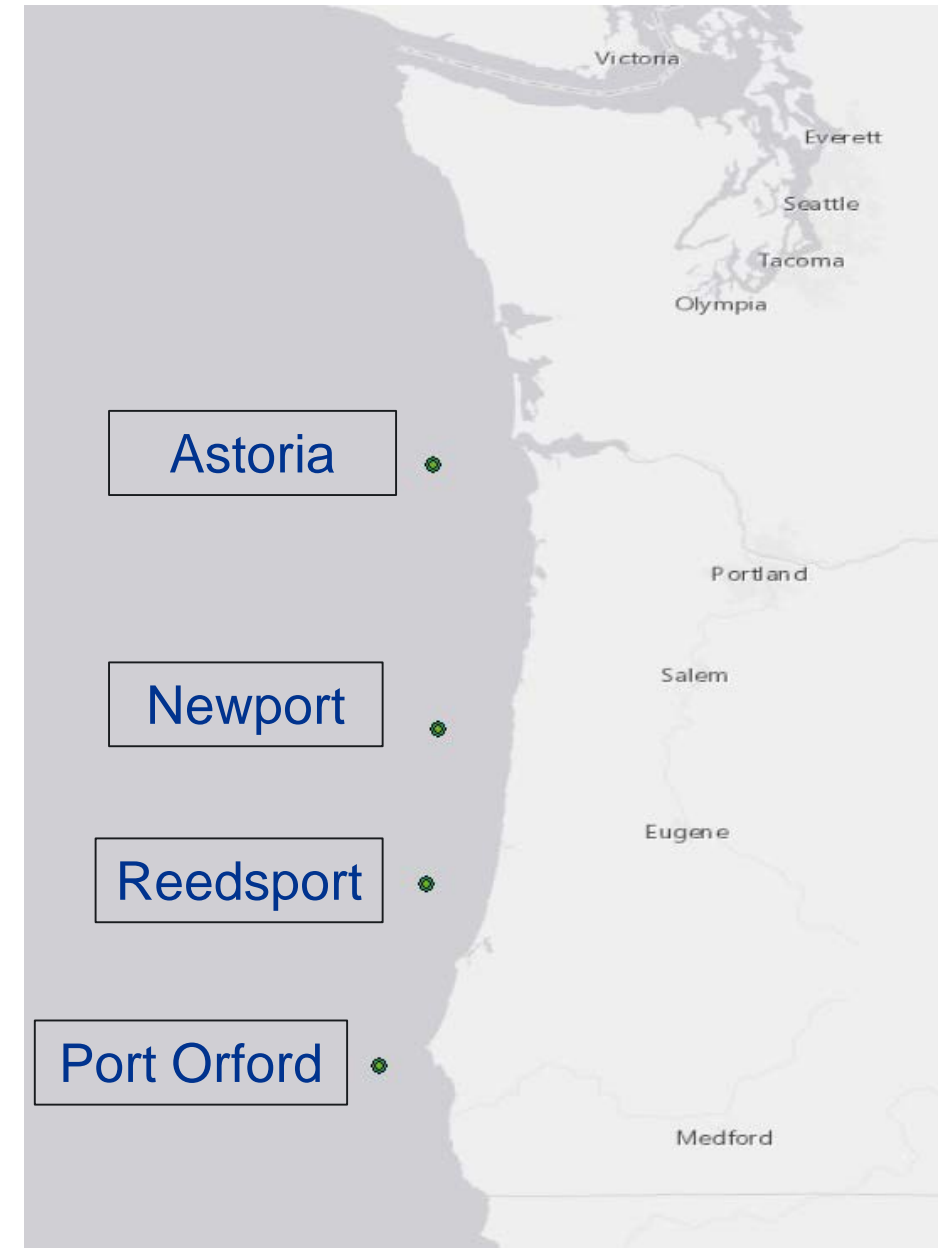 Victoria
Everett
Seattle
Tacoma
Olympia
Astoria
Portland
Salem
Newport
Eugene
Reedsport
Port Orford
Medford